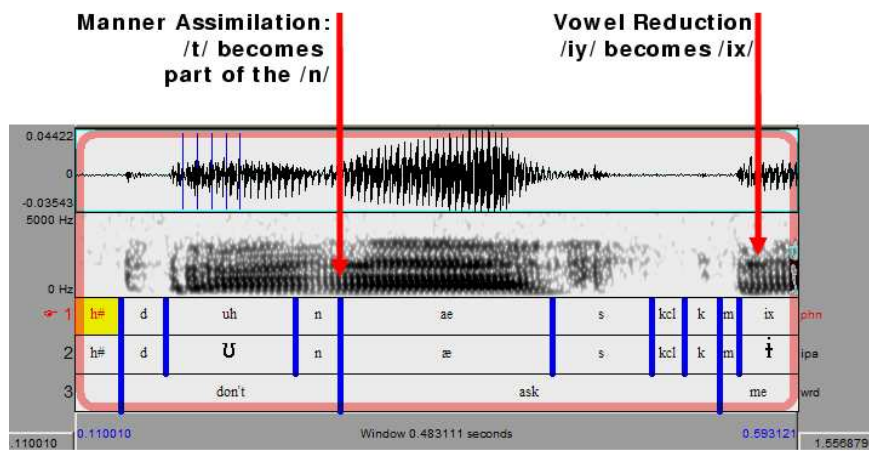 Manner Assimilation:
/t/ becomes
part of the /n/
Vowel Reduction
/iy/ becomes /ix/
0.04422
0
-0.03543
5000 Hz
0 Hz
1 h# d uh n ae s kcl k m ix phn
2 h# d ʊ n æ s kcl k m ɨ ipa
3 don't ask me wrd
0.110010 Window 0.483111 seconds 0.593121
.110010 1.556879